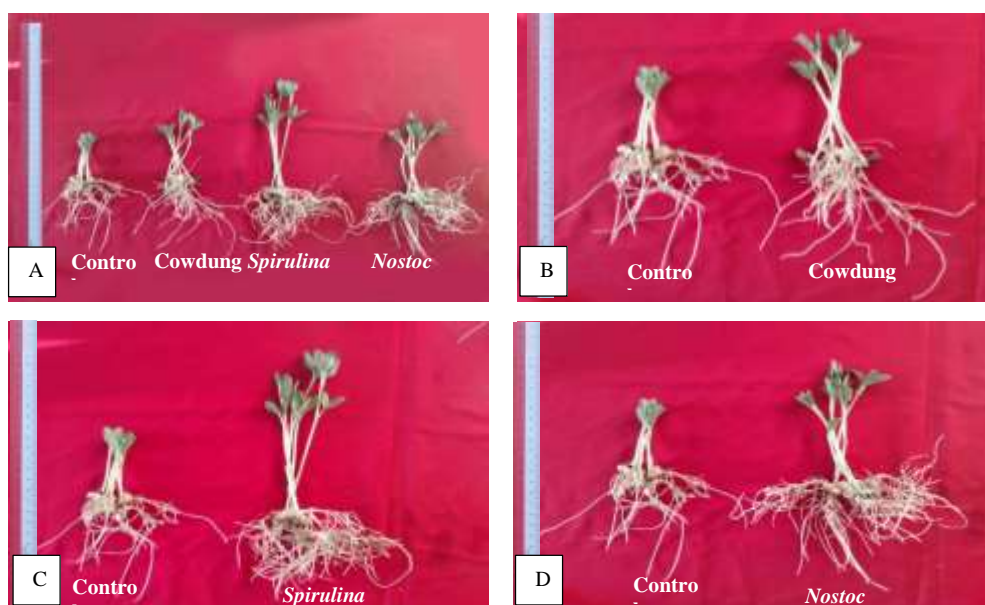 A
Contro
Cowdung
Spirulina
Nostoc
B
Contro
Cowdung
C
Contro
Spirulina
D
Contro
Nostoc